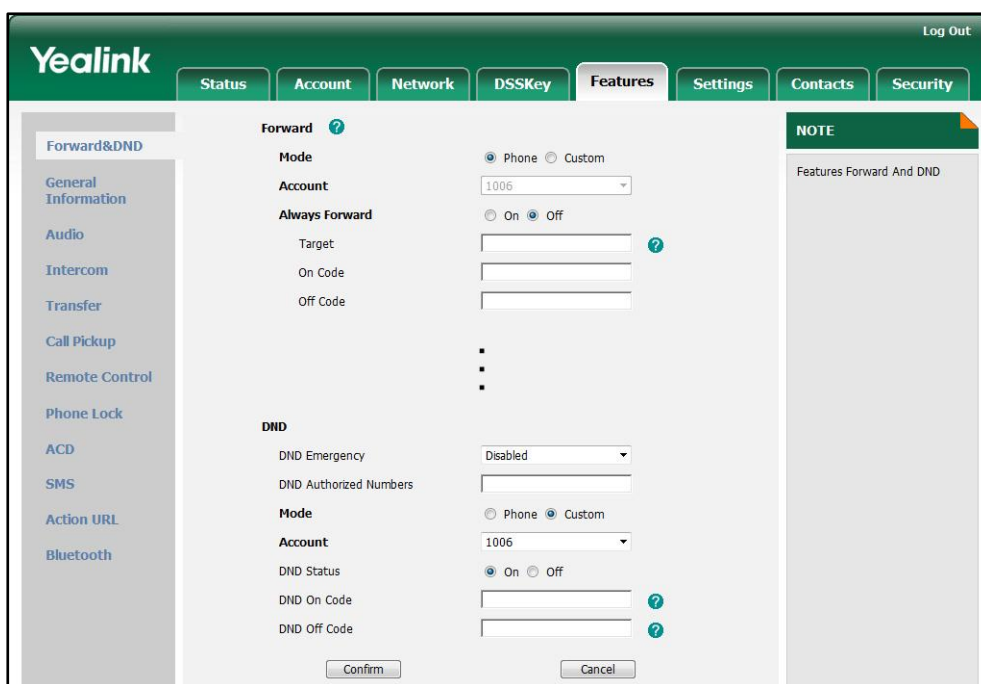 Log Out
Yealink
Status Account Network DSSKey Features Settings Contacts Security
Forward&DND
General
Information
Audio
Intercom
Transfer
Call Pickup
Remote Control
Phone Lock
ACD
SMS
Action URL
Bluetooth
Forward ?
Mode Phone Custom
Account 1006
Always Forward On Off
Target ?
On Code
Off Code
DND
DND Emergency Disabled
DND Authorized Numbers
Mode Phone Custom
Account 1006
DND Status On Off
DND On Code ?
DND Off Code ?
Confirm Cancel
NOTE
Features Forward And DND